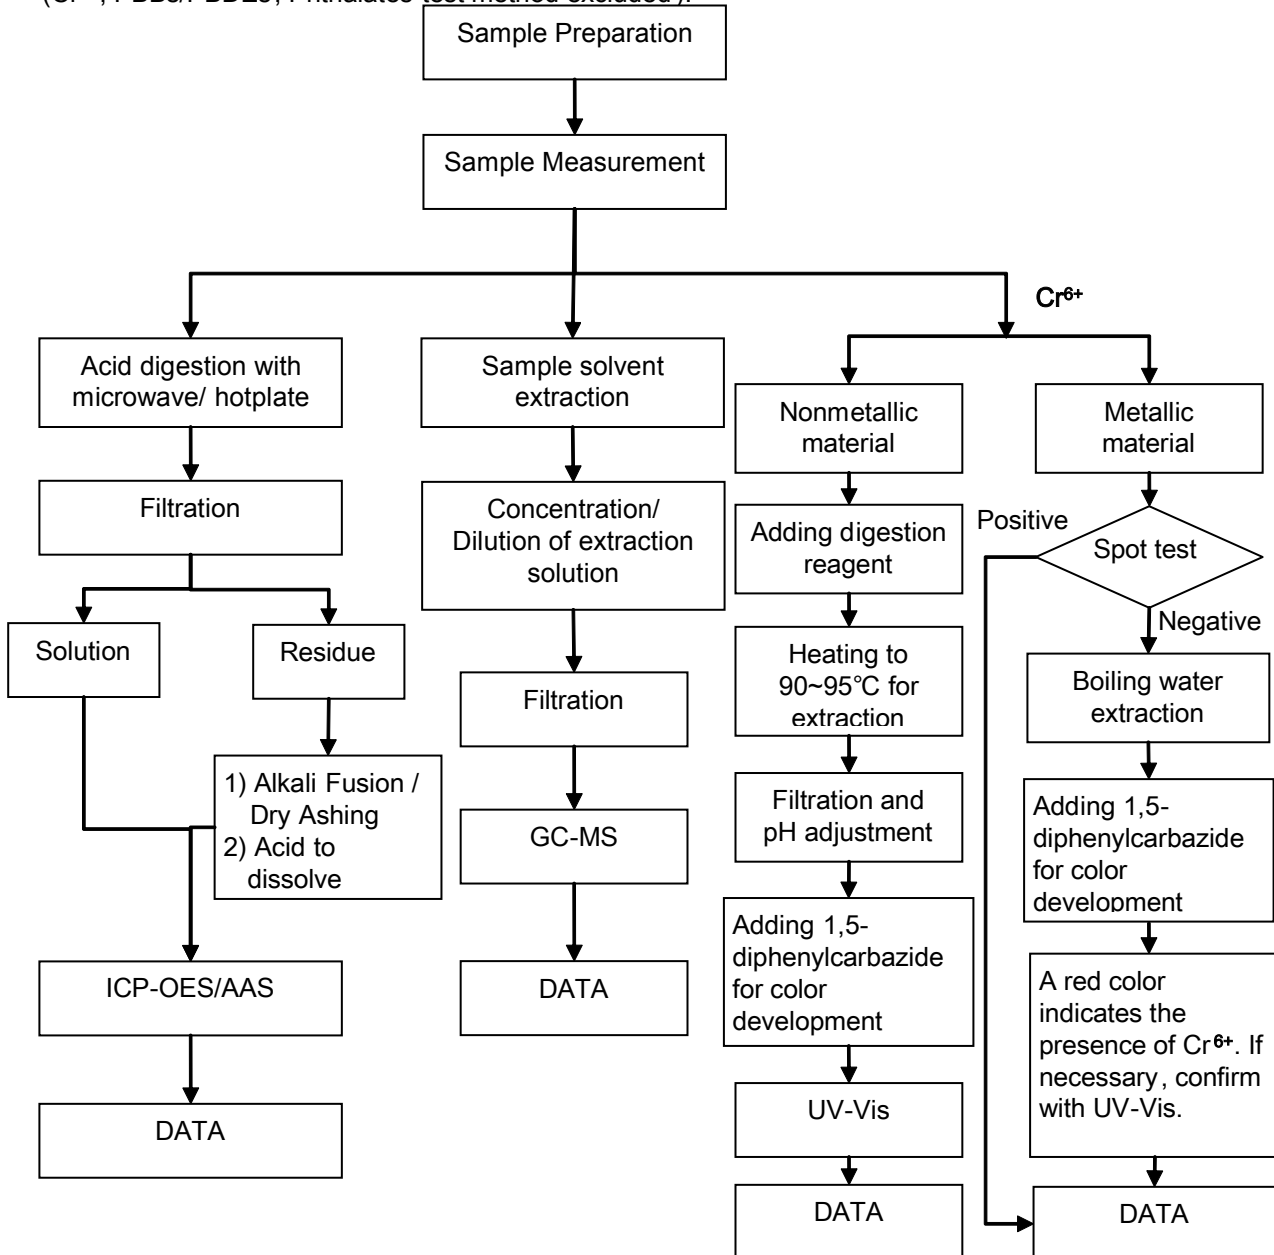 Sample Preparation
Sample Measurement
Cr6+
Acid digestion with
microwave/ hotplate
Filtration
Solution
Residue
1) Alkali Fusion /
Dry Ashing
2) Acid to
dissolve
ICP-OES/AAS
DATA
Sample solvent
extraction
Concentration/
Dilution of extraction
solution
Filtration
GC-MS
DATA
Nonmetallic
material
Adding digestion
reagent
Heating to
90~95℃ for
extraction
Filtration and
pH adjustment
Adding 1,5-
diphenylcarbazide
for color
development
UV-Vis
DATA
Metallic
material
Spot test
Positive
Negative
Boiling water
extraction
Adding 1,5-
diphenylcarbazide
for color
development
A red color
indicates the
presence of Cr6+. If
necessary, confirm
with UV-Vis.
DATA